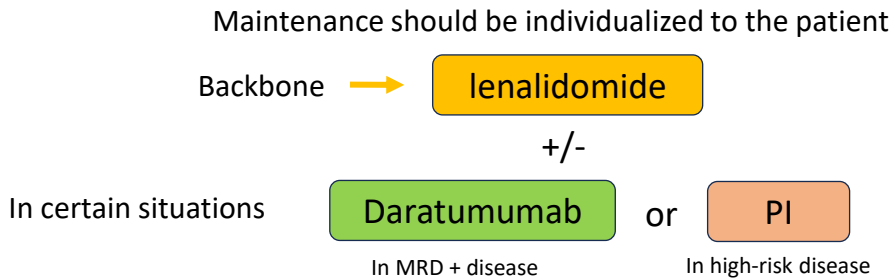 Maintenance should be individualized to the patient
Backbone lenalidomide
+/-
In certain situations Daratumumab or PI
In MRD + disease In high-risk disease